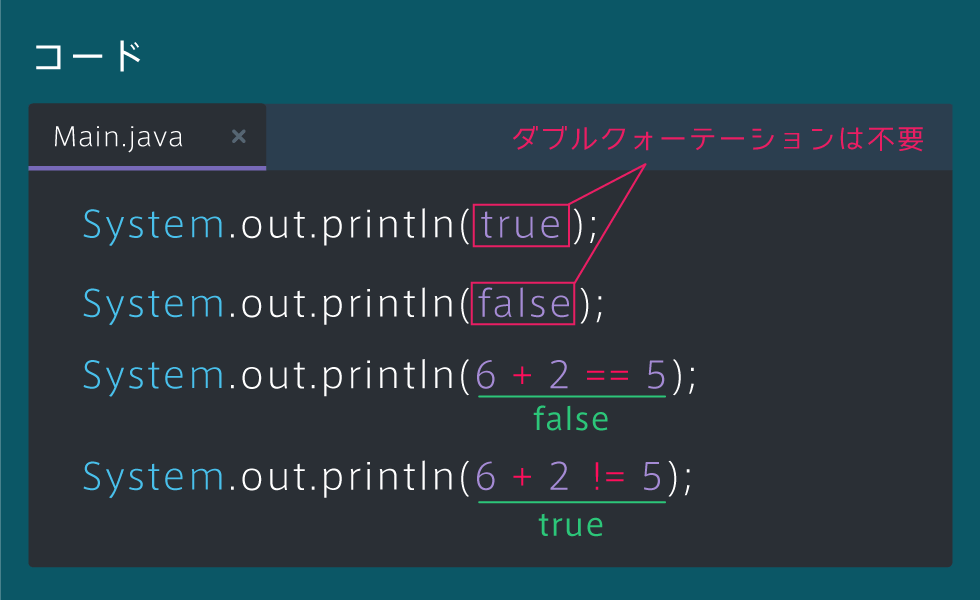 コード
Main.java ×
ダブルクォーテーションは不要
System.out.println(true);
System.out.println(false);
System.out.println(6 + 2 == 5);
false
System.out.println(6 + 2 != 5);
true